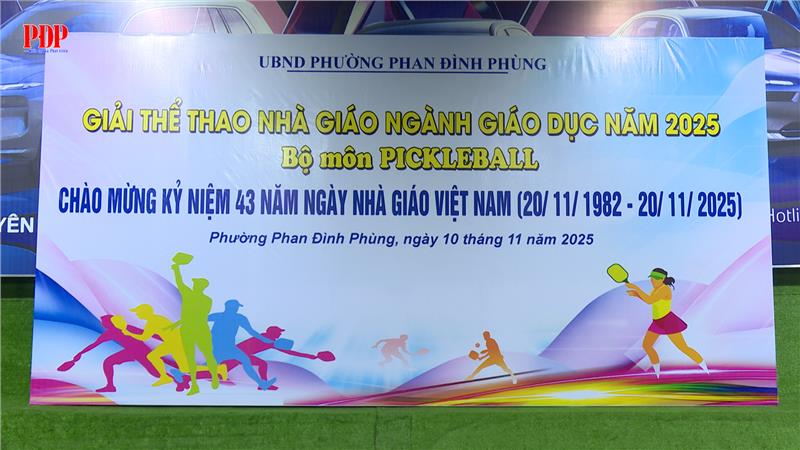 PDP
UBND PHƯỜNG PHAN ĐÌNH PHÙNG
GIẢI THỂ THAO NHÀ GIÁO NGÀNH GIÁO DỤC NĂM 2025
Bộ môn PICKLEBALL
CHÀO MỪNG KỶ NIỆM 43 NĂM NGÀY NHÀ GIÁO VIỆT NAM (20/ 11/ 1982 - 20/ 11/ 2025)
YÊN
Hotli
Phường Phan Đình Phùng, ngày 10 tháng 11 năm 2025